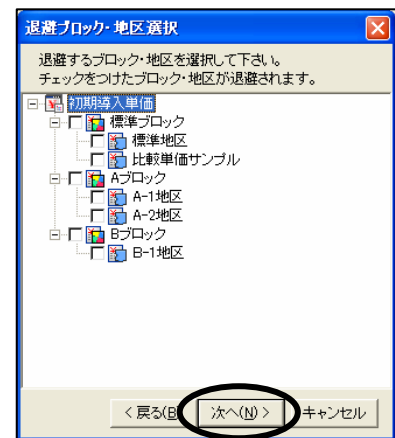 退避ブロック・地区選択
退避するブロック・地区を選択して下さい。
チェックをつけたブロック・地区が退避されます。
初期導入単価
標準ブロック
標準地区
比較単価サンプル
Aブロック
A-1地区
A-2地区
Bブロック
B-1地区
< 戻る(B 次へ(N) > キャンセル